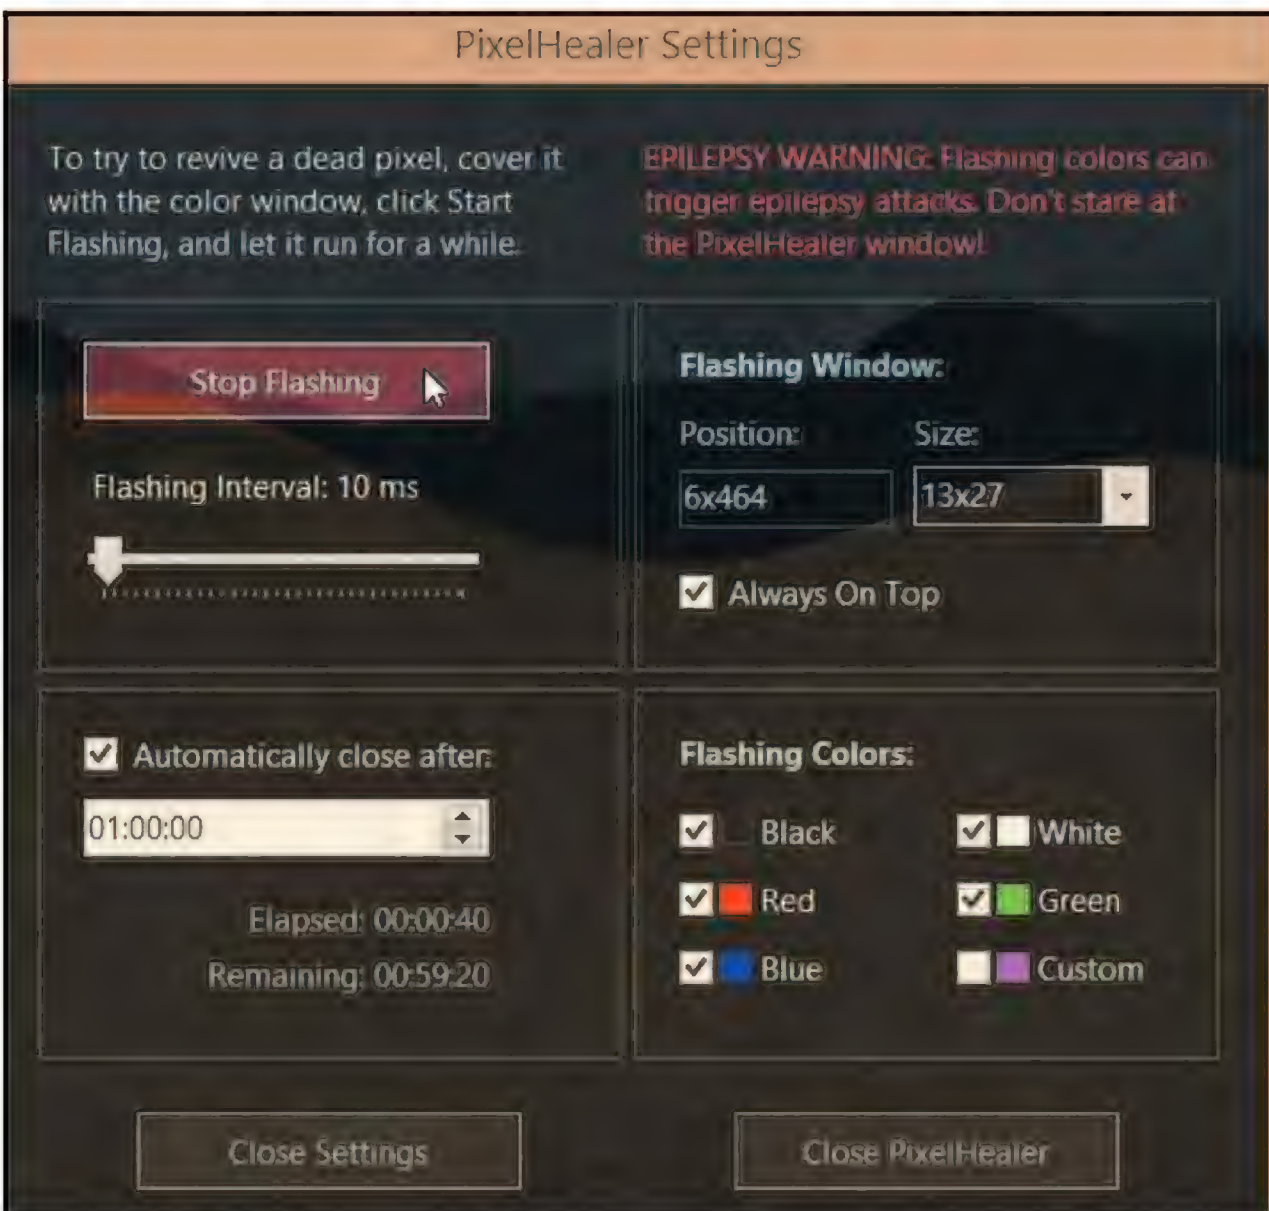 PixelHealer Settings
To try to revive a dead pixel, cover it
with the color window, click Start
Flashing, and let it run for a while.
EPILEPSY WARNING: Flashing colors can
trigger epilepsy attacks. Don't stare at
the PixelHealer window!
Stop Flashing
Flashing Interval: 10 ms
Flashing Window:
Position: Size:
6x464 13x27
Always On Top
Automatically close after:
01:00:00
Elapsed: 00:00:40
Remaining: 00:59:20
Flashing Colors:
Black White
Red Green
Blue Custom
Close Settings Close PixelHealer